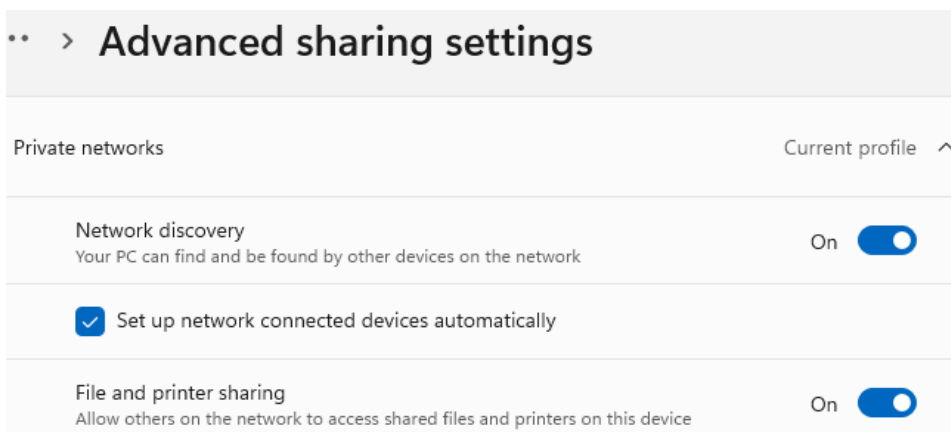 ·· > Advanced sharing settings
Private networks Current profile
Network discovery
Your PC can find and be found by other devices on the network
On
Set up network connected devices automatically
File and printer sharing
Allow others on the network to access shared files and printers on this device
On